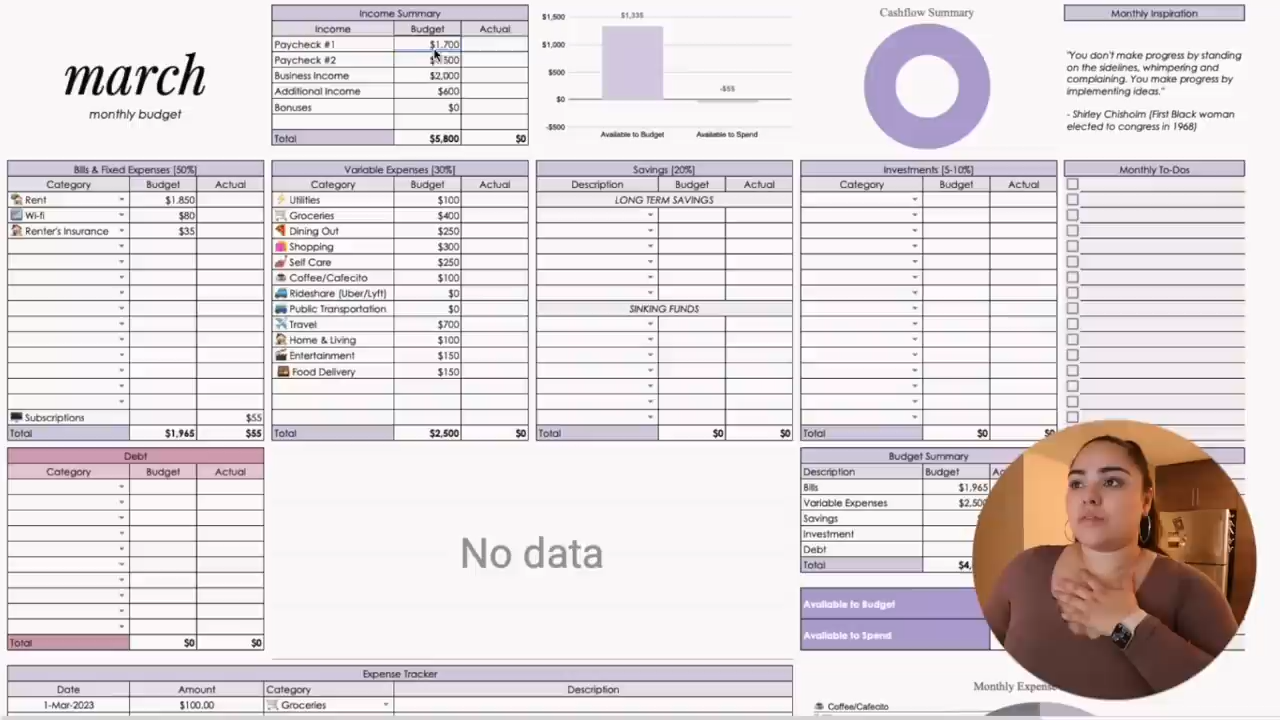 march
monthly budget
Income Summary
Income Budget Actual
Paycheck #1 $1,700
Paycheck #2
Business Income $2,000
Additional Income $600
Bonuses $0
Total $5,800 $0
$1,500
$1,000
$500
$0
-$500
$1,335
-$55
Available to Budget Available to Spend
Cashflow Summary
Monthly Inspiration
"You don't make progress by standing
on the sidelines, whimpering and
complaining. You make progress by
implementing ideas."
- Shirley Chisholm (First Black woman
elected to congress in 1968)
Bills & Fixed Expenses [50%]
Category Budget Actual
Rent $1,850
Wi-fi $80
Renter's Insurance $35
Subscriptions $55
Total $1,965 $55
Variable Expenses [30%]
Category Budget Actual
Utilities $100
Groceries $400
Dining Out $250
Shopping $300
Self Care $250
Coffee/Cafecito $100
Rideshare (Uber/Lyft) $0
Public Transportation $0
Travel $700
Home & Living $100
Entertainment $150
Food Delivery $150
Total $2,500 $0
Savings [20%]
Description Budget Actual
LONG TERM SAVINGS
SINKING FUNDS
Total $0 $0
Investments [5-10%]
Category Budget Actual
Total $0 $0
Monthly To-Dos
Debt
Category Budget Actual
Total $0 $0
No data
Budget Summary
Description Budget
Bills $1,965
Variable Expenses
Savings
Investment
Debt
Total
Available to Budget
Available to Spend
Expense Tracker
Date Amount Category Description
1-Mar-2023 $100.00 Groceries
Monthly
Coffee/Cafecito